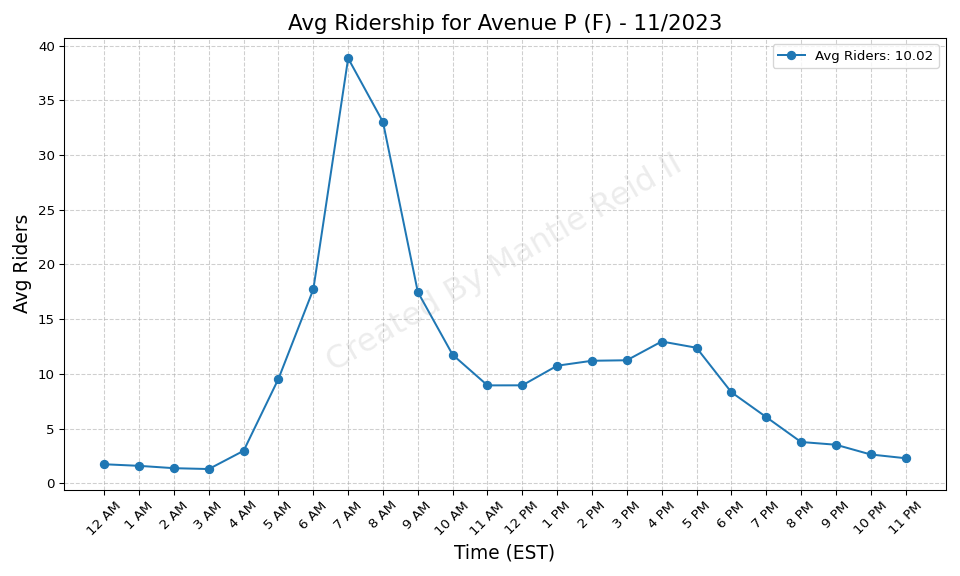 Avg Ridership for Avenue P (F) - 11/2023
Avg Riders: 10.02
Avg Riders
40
35
30
25
20
15
10
5
0
Created By Mantie Reid II
12 AM
1 AM
2 AM
3 AM
4 AM
5 AM
6 AM
7 AM
8 AM
9 AM
10 AM
11 AM
12 PM
1 PM
2 PM
3 PM
4 PM
5 PM
6 PM
7 PM
8 PM
9 PM
10 PM
11 PM
Time (EST)